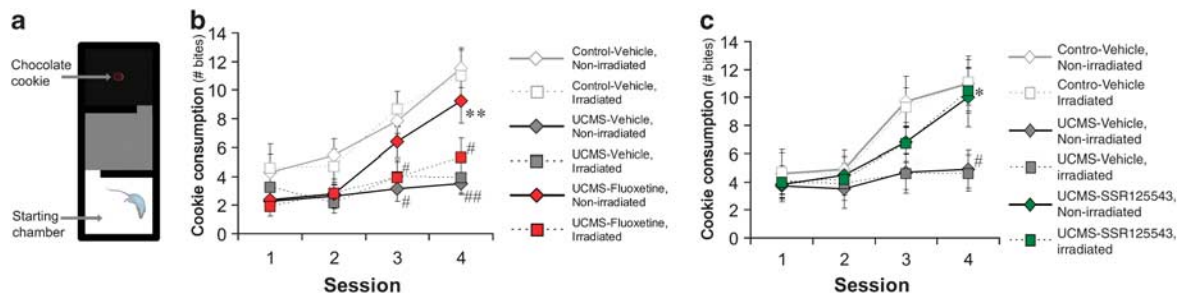 a
Chocolate
cookie
Starting
chamber
b
Cookie consumption (# bites)
14
12
10
8
6
4
2
0
1 2 3 4
Session
**
#
#
#
##
Control-Vehicle,
Non-irradiated
Control-Vehicle,
Irradiated
UCMS-Vehicle,
Non-irradiated
UCMS-Vehicle,
Irradiated
UCMS-Fluoxetine,
Non-irradiated
UCMS-Fluoxetine,
Irradiated
c
Cookie consumption (# bites)
14
12
10
8
6
4
2
0
1 2 3 4
Session
*
#
Contro-Vehicle,
Non-irradiated
Contro-Vehicle
Irradiated
UCMS-Vehicle,
Non-irradiated
UCMS-Vehicle,
irradiated
UCMS-SSR125543,
Non-irradiated
UCMS-SSR125543,
irradiated